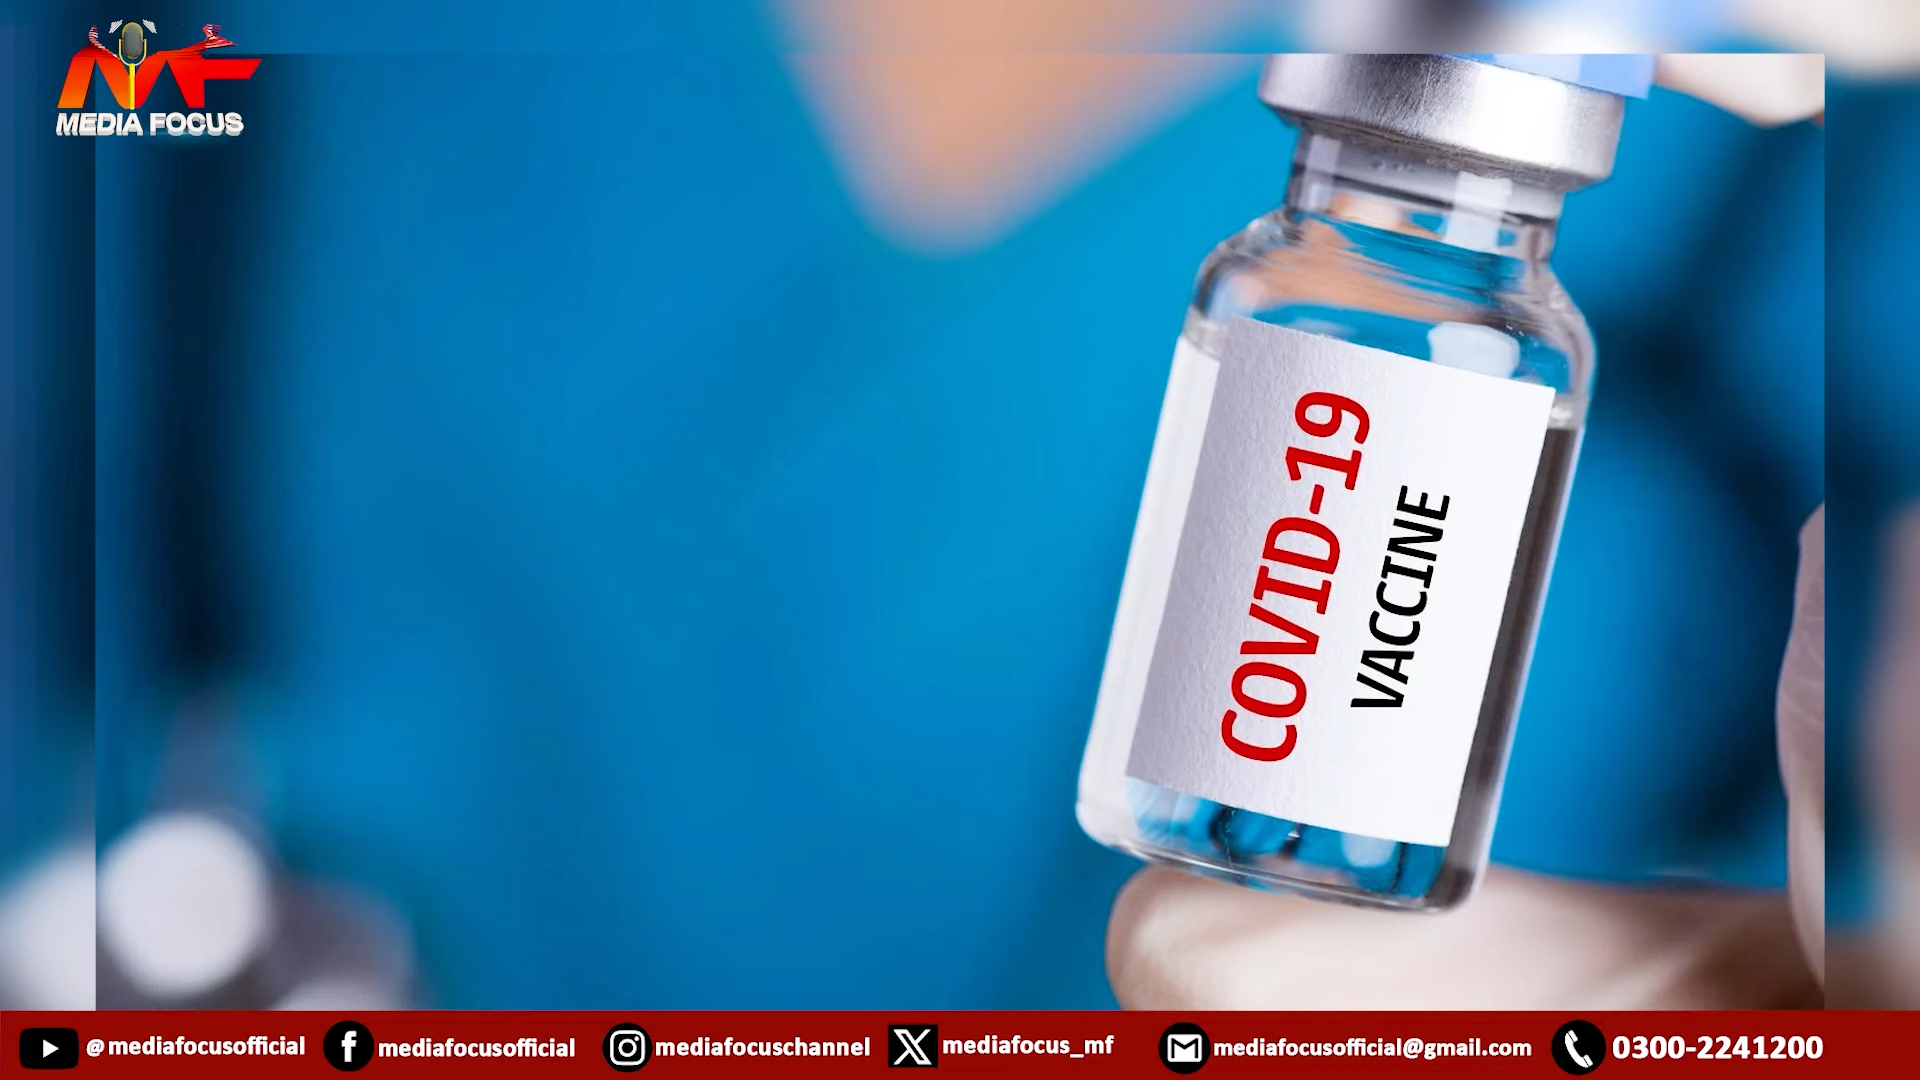 MEDIA FOCUS
COVID-19
VACCINE
@mediafocusofficial
mediafocusofficial
mediafocuschannel
mediafocus_mf
mediafocusofficial@gmail.com
0300-2241200